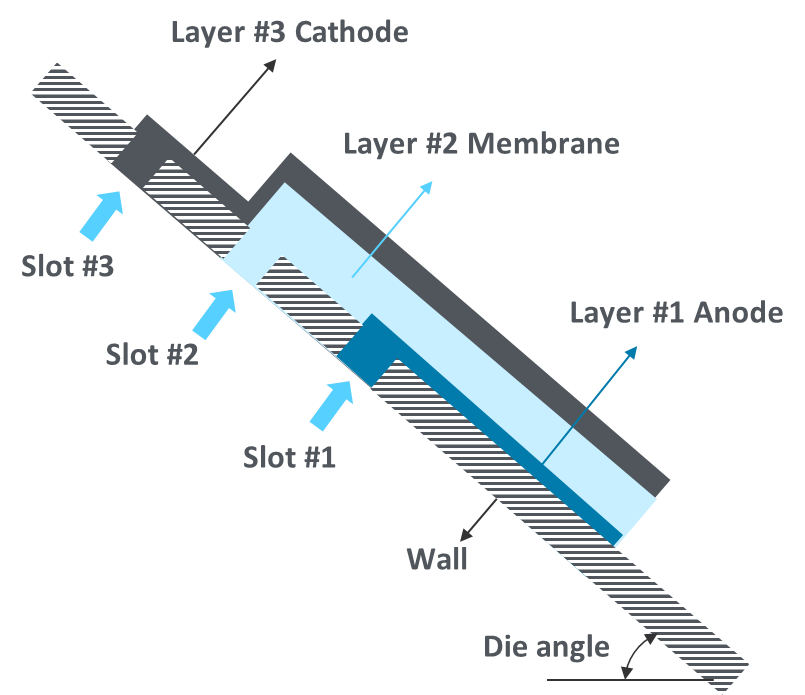 Layer #3 Cathode
Layer #2 Membrane
Slot #3
Layer #1 Anode
Slot #2
Slot #1
Wall
Die angle